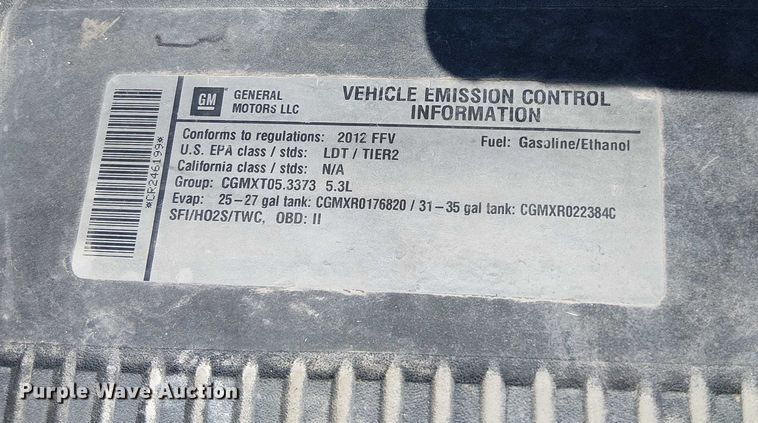 GM
GENERAL
MOTORS LLC
VEHICLE EMISSION CONTROL
INFORMATION
Conforms to regulations: 2012 FFV
Fuel: Gasoline/Ethanol
U.S. EPA class / stds: LDT / TIER2
California class / stds: N/A
Group: CGMXT05.3373 5.3L
Evap: 25-27 gal tank: CGMXR0176820 / 31-35 gal tank: CGMXR022384C
SFI/HO2S/TWC, OBD: II
*CR246199*
Purple Wave Auction